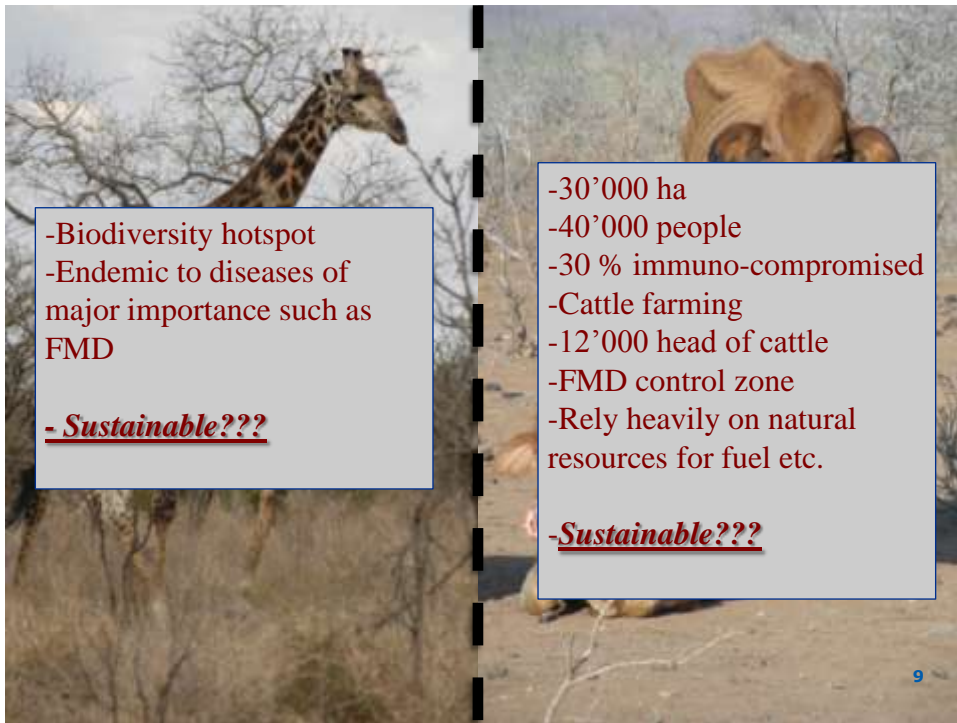 -Biodiversity hotspot
-Endemic to diseases of
major importance such as
FMD
- Sustainable???
-30’000 ha
-40’000 people
-30 % immuno-compromised
-Cattle farming
-12’000 head of cattle
-FMD control zone
-Rely heavily on natural
resources for fuel etc.
-Sustainable???
9